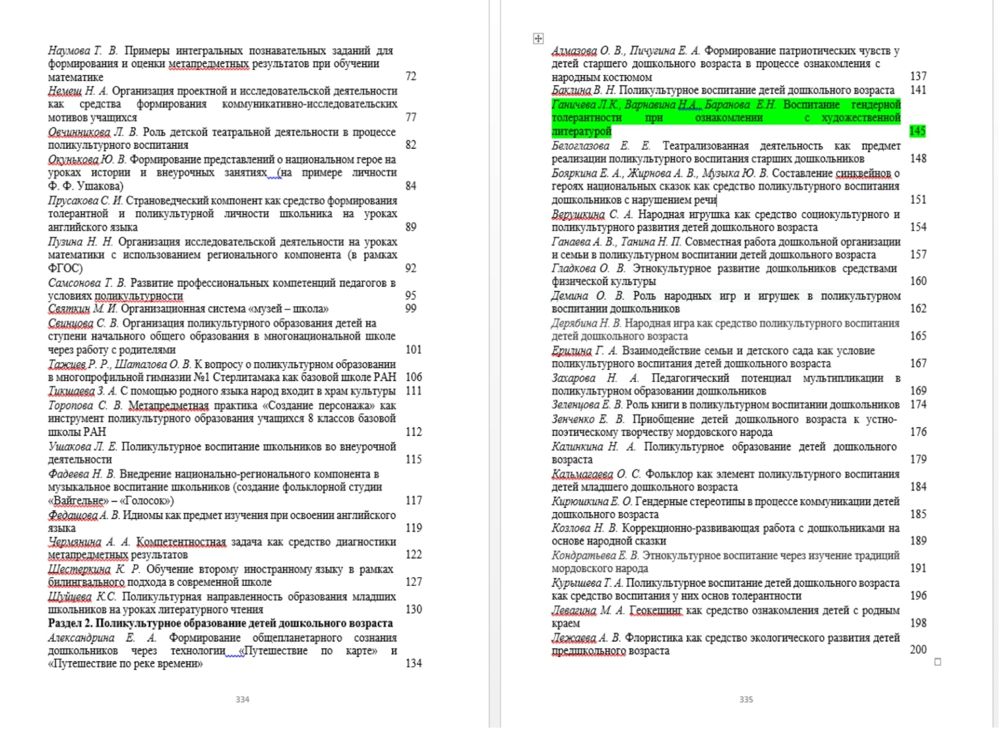 Наумова Т. В. Примеры интегральных познавательных заданий для
формирования и оценки метапредметных результатов при обучении
математике 72
Немеш Н. А. Организация проектной и исследовательской деятельности
как средства формирования коммуникативно-исследовательских
мотивов учащихся 77
Овчинникова Л. В. Роль детской театральной деятельности в процессе
поликультурного воспитания 82
Окунькова Ю. В. Формирование представлений о национальном герое на
уроках истории и внеурочных занятиях (на примере личности
Ф. Ф. Ушакова) 84
Прусакова С. И. Страноведческий компонент как средство формирования
толерантной и поликультурной личности школьника на уроках
английского языка 89
Пузина Н. Н. Организация исследовательской деятельности на уроках
математики с использованием регионального компонента (в рамках
ФГОС) 92
Самсонова Т. В. Развитие профессиональных компетенций педагогов в
условиях поликультурности 95
Святкин М. И. Организационная система «музей – школа» 99
Свинцова С. В. Организация поликультурного образования детей на
ступени начального общего образования в многонациональной школе
через работу с родителями 101
Тажиев Р. Р., Шаталова О. В. К вопросу о поликультурном образовании
в многопрофильной гимназии №1 Стерлитамака как базовой школе РАН 106
Тикшаева З. А. С помощью родного языка народ входит в храм культуры 111
Торопова С. В. Метапредметная практика «Создание персонажа» как
инструмент поликультурного образования учащихся 8 классов базовой
школы РАН 112
Ушакова Л. Е. Поликультурное воспитание школьников во внеурочной
деятельности 115
Фадеева Н. В. Внедрение национально-регионального компонента в
музыкальное воспитание школьников (создание фольклорной студии
«Вайгельне» – «Голосок») 117
Федашова А. В. Идиомы как предмет изучения при освоении английского
языка 119
Чермянина А. А. Компетентностная задача как средство диагностики
метапредметных результатов 122
Шестеркина К. Р. Обучение второму иностранному языку в рамках
билингвального подхода в современной школе 127
Шуйцева К.С. Поликультурная направленность образования младших
школьников на уроках литературного чтения 130
Раздел 2. Поликультурное образование детей дошкольного возраста
Александрина Е. А. Формирование общепланетарного сознания
дошкольников через технологии «Путешествие по карте» и
«Путешествие по реке времени» 134
334
Алмазова О. В., Пичугина Е. А. Формирование патриотических чувств у
детей старшего дошкольного возраста в процессе ознакомления с
народным костюмом 137
Баклина В. Н. Поликультурное воспитание детей дошкольного возраста 141
Ганичева Л.К., Варнавина Н.А., Баранова Е.Н. Воспитание гендерной
толерантности при ознакомлении с художественной
литературой 145
Белоглазова Е. Е. Театрализованная деятельность как предмет
реализации поликультурного воспитания старших дошкольников 148
Бояркина Е. А., Жирнова А. В., Музыка Ю. В. Составление синквейнов о
героях национальных сказок как средство поликультурного воспитания
дошкольников с нарушением речи 151
Верушкина С. А. Народная игрушка как средство социокультурного и
поликультурного развития детей дошкольного возраста 154
Ганаева А. В., Танина Н. П. Совместная работа дошкольной организации
и семьи в поликультурном воспитании детей дошкольного возраста 157
Гладкова О. В. Этнокультурное развитие дошкольников средствами
физической культуры 160
Демина О. В. Роль народных игр и игрушек в поликультурном
воспитании дошкольников 162
Дерябина Н. В. Народная игра как средство поликультурного воспитания
детей дошкольного возраста 165
Ерилина Г. А. Взаимодействие семьи и детского сада как условие
поликультурного воспитания детей дошкольного возраста 167
Захарова Н. А. Педагогический потенциал мультипликации в
поликультурном образовании дошкольников 169
Зеленцова Е. В. Роль книги в поликультурном воспитании дошкольников 174
Зенченко Е. В. Приобщение детей дошкольного возраста к устно-
поэтическому творчеству мордовского народа 176
Калинкина Н. А. Поликультурное образование детей дошкольного
возраста 179
Кальмагаева О. С. Фольклор как элемент поликультурного воспитания
детей младшего дошкольного возраста 184
Кирюшкина Е. О. Гендерные стереотипы в процессе коммуникации детей
дошкольного возраста 185
Козлова Н. В. Коррекционно-развивающая работа с дошкольниками на
основе народной сказки 189
Кондратьева Е. В. Этнокультурное воспитание через изучение традиций
мордовского народа 191
Курышева Т. А. Поликультурное воспитание детей дошкольного возраста
как средство воспитания у них основ толерантности 196
Левагина М. А. Геокешинг как средство ознакомления детей с родным
краем 198
Лежаева А. В. Флористика как средство экологического развития детей
предшкольного возраста 200
335